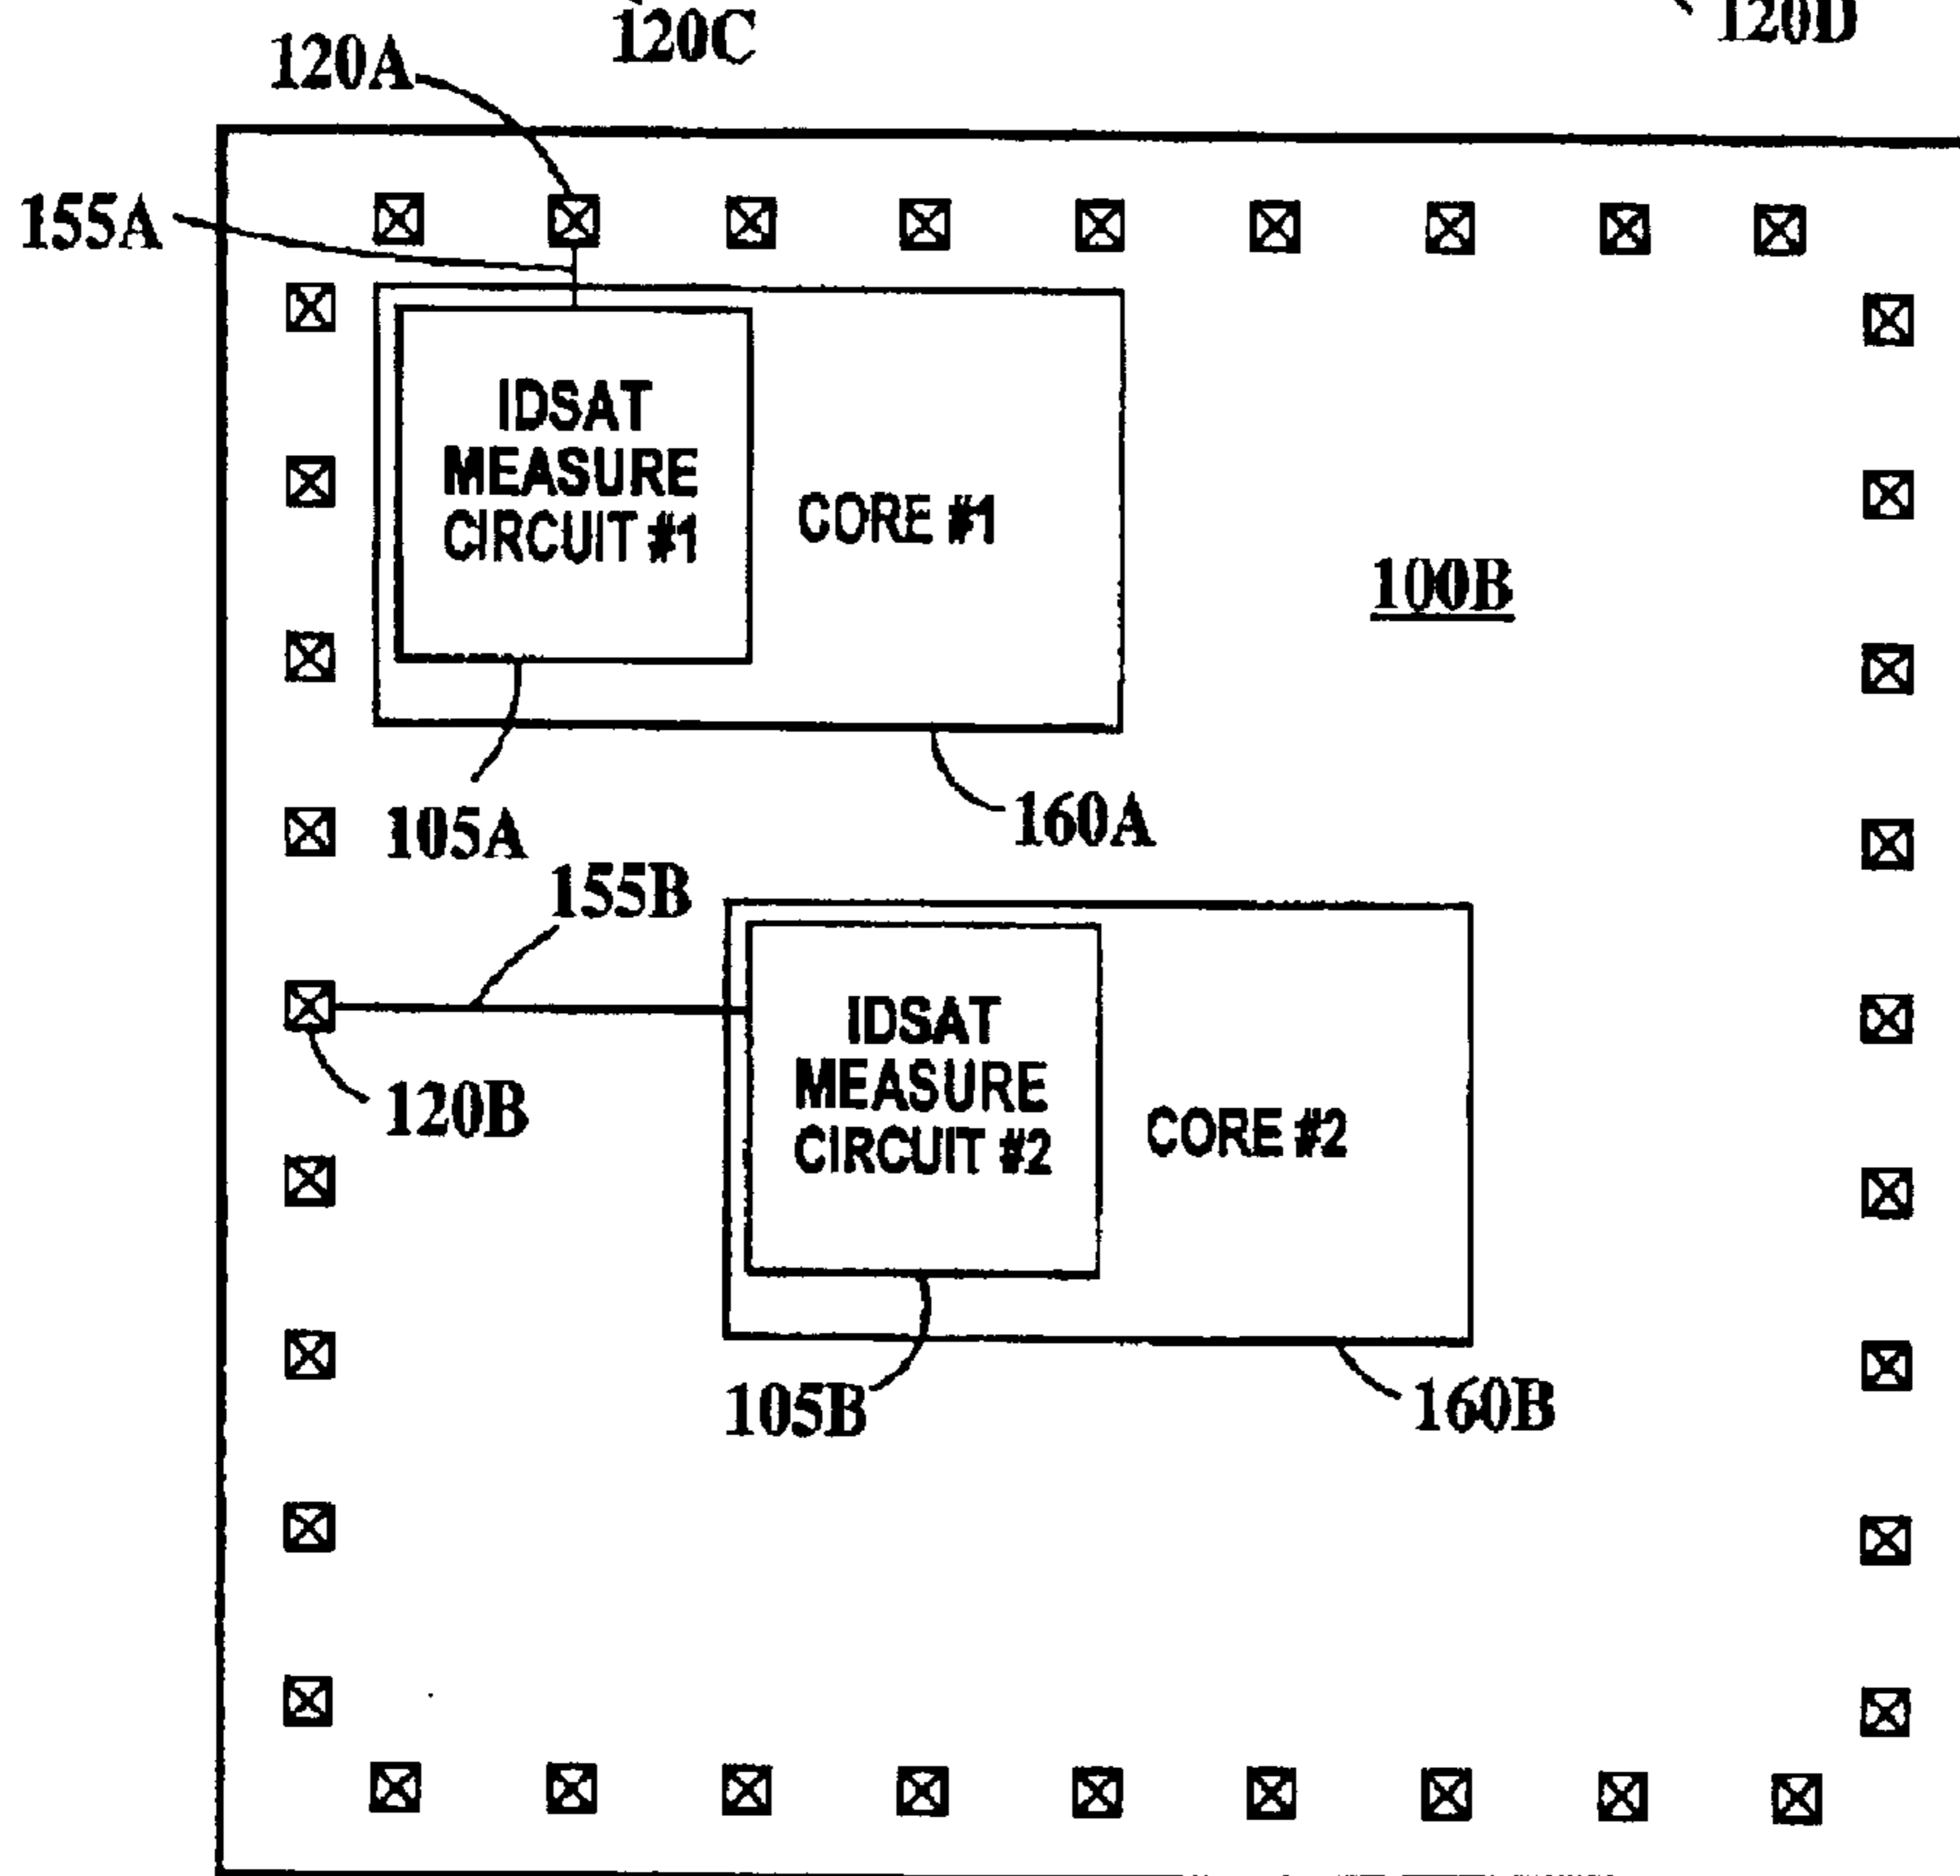 120C
120D
120A
155A
IDSAT
MEASURE
CIRCUIT #1
CORE #1
100B
105A
160A
155B
IDSAT
MEASURE
CIRCUIT #2
CORE #2
120B
105B
160B